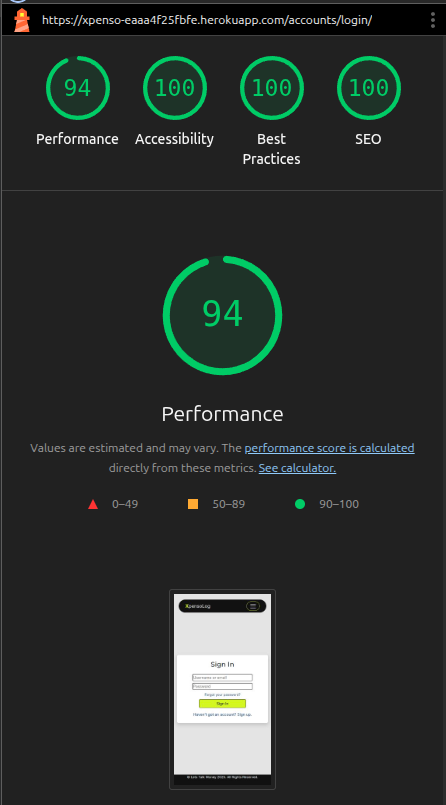 https://xpenso-eaaa4f25fbfe.herokuapp.com/accounts/login/
94
100
100
100
Performance
Accessibility
Best
Practices
SEO
94
Performance
Values are estimated and may vary. The performance score is calculated
directly from these metrics. See calculator.
0–49
50–89
90–100
XpensoLog
Sign In
Username or email
Password
Forgot your password?
Sign In
Haven't got an account? Sign up.
All Rights Reserved.